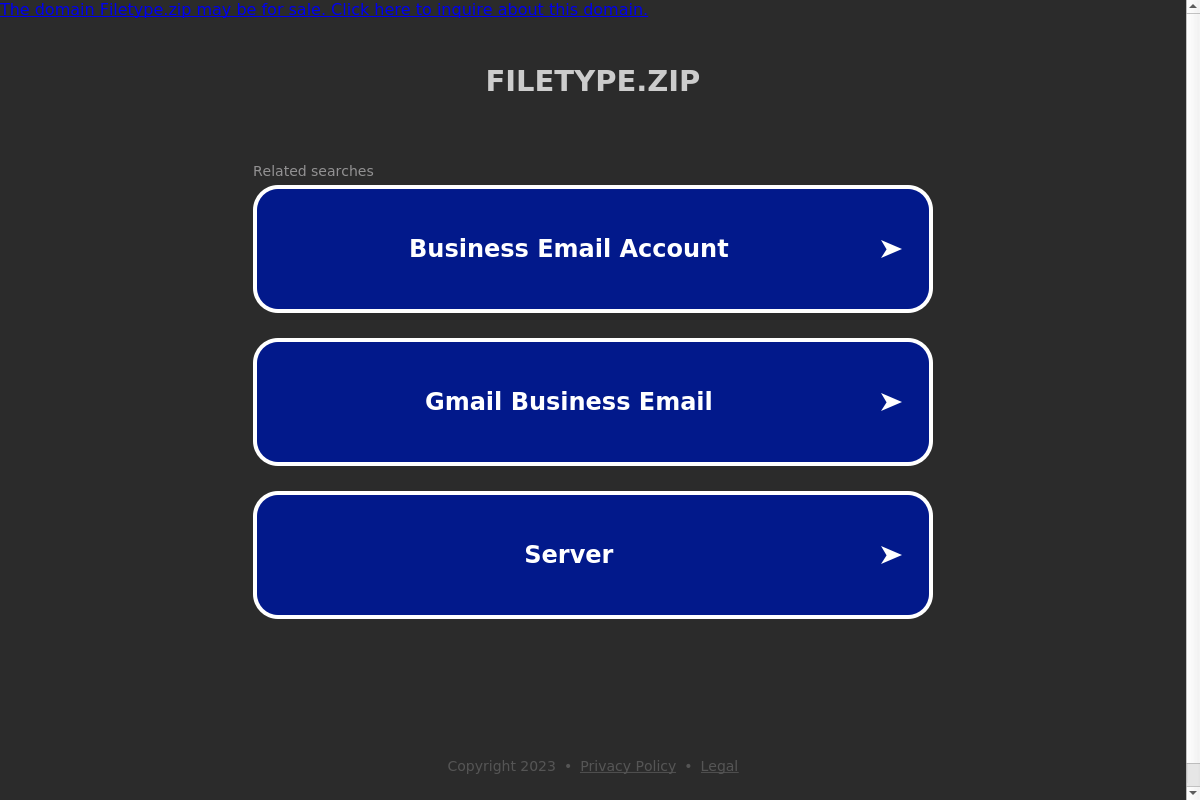 The domain Filetype.zip may be for sale. Click here to inquire about this domain.
FILETYPE.ZIP
Related searches
Business Email Account
Gmail Business Email
Server
Copyright 2023 • Privacy Policy • Legal